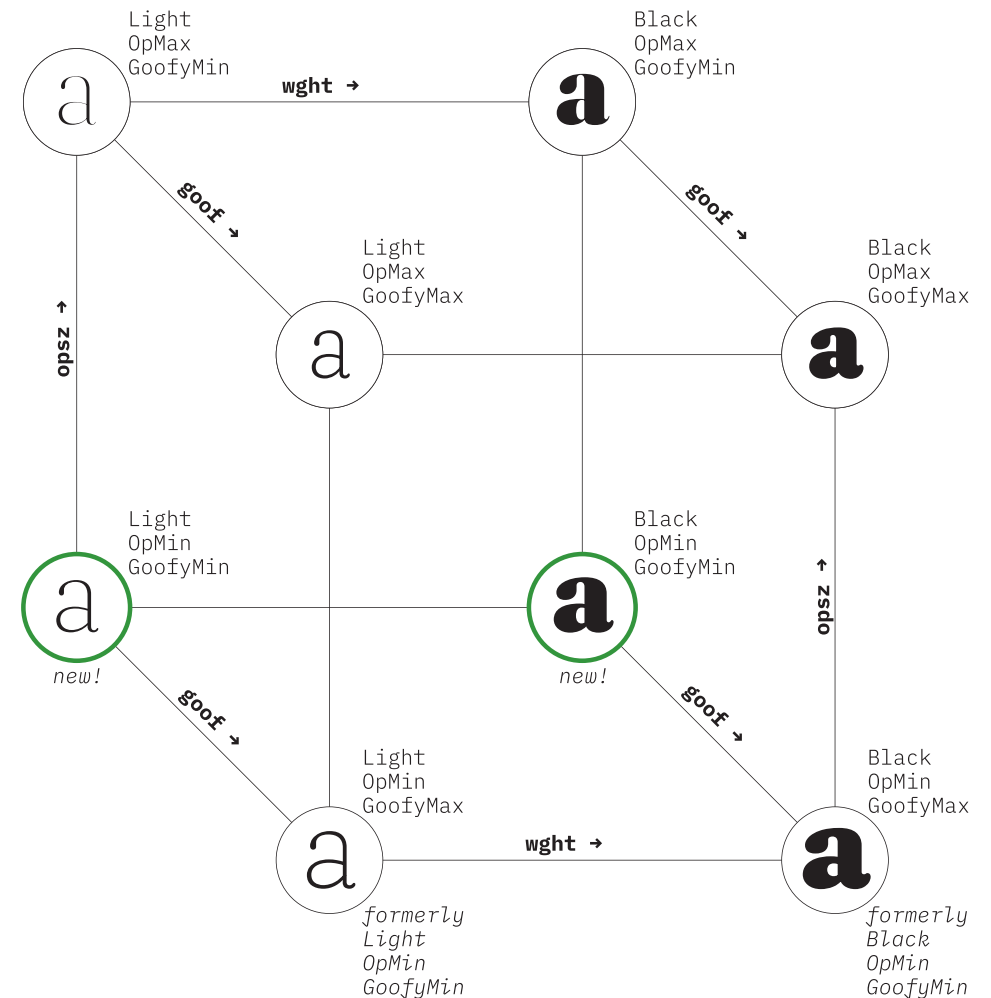 Light
OpMax
GoofyMin
a
wght →
Black
OpMax
GoofyMin
a
goof →
goof →
Light
OpMax
GoofyMax
a
Black
OpMax
GoofyMax
a
opsz →
Light
OpMin
GoofyMin
a
new!
Black
OpMin
GoofyMin
a
new!
opsz →
goof →
goof →
Light
OpMin
GoofyMax
a
wght →
Black
OpMin
GoofyMax
a
formerly
Light
OpMin
GoofyMin
formerly
Black
OpMin
GoofyMin